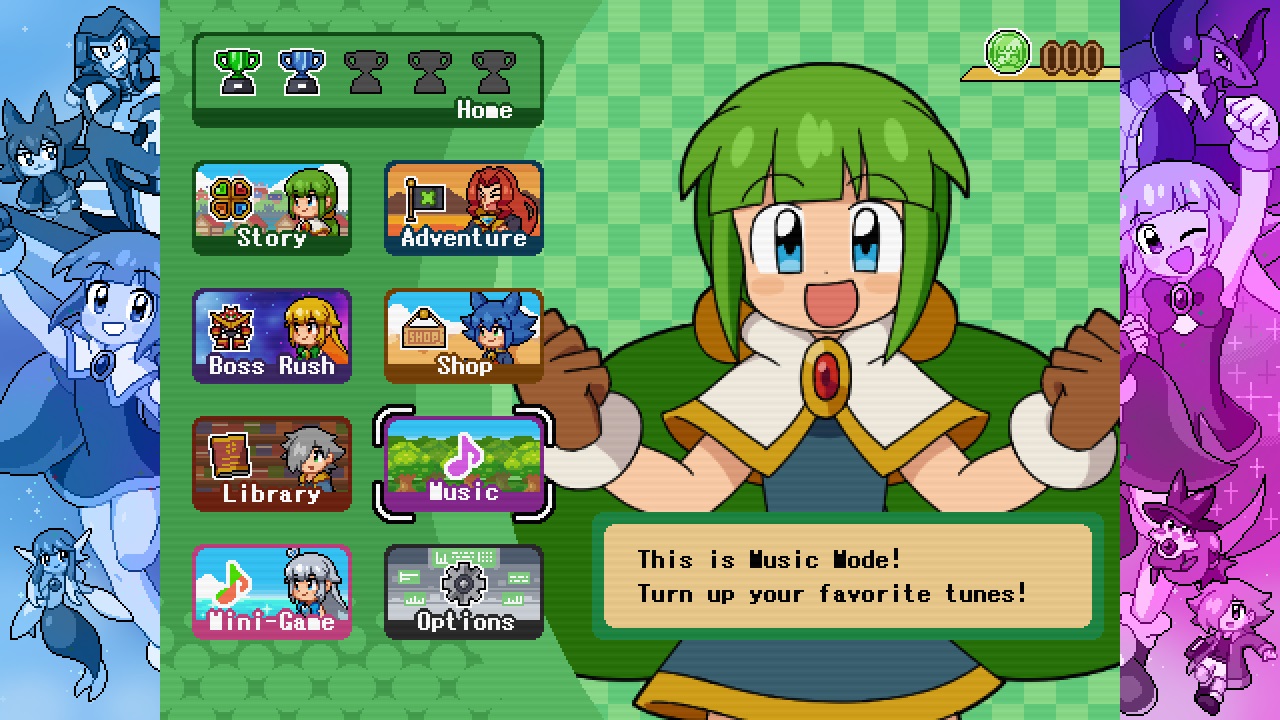 000
Home
Story
Adventure
Boss Rush
SHOP
Shop
Library
Music
Mini-Game
Options
This is Music Mode!
Turn up your favorite tunes!